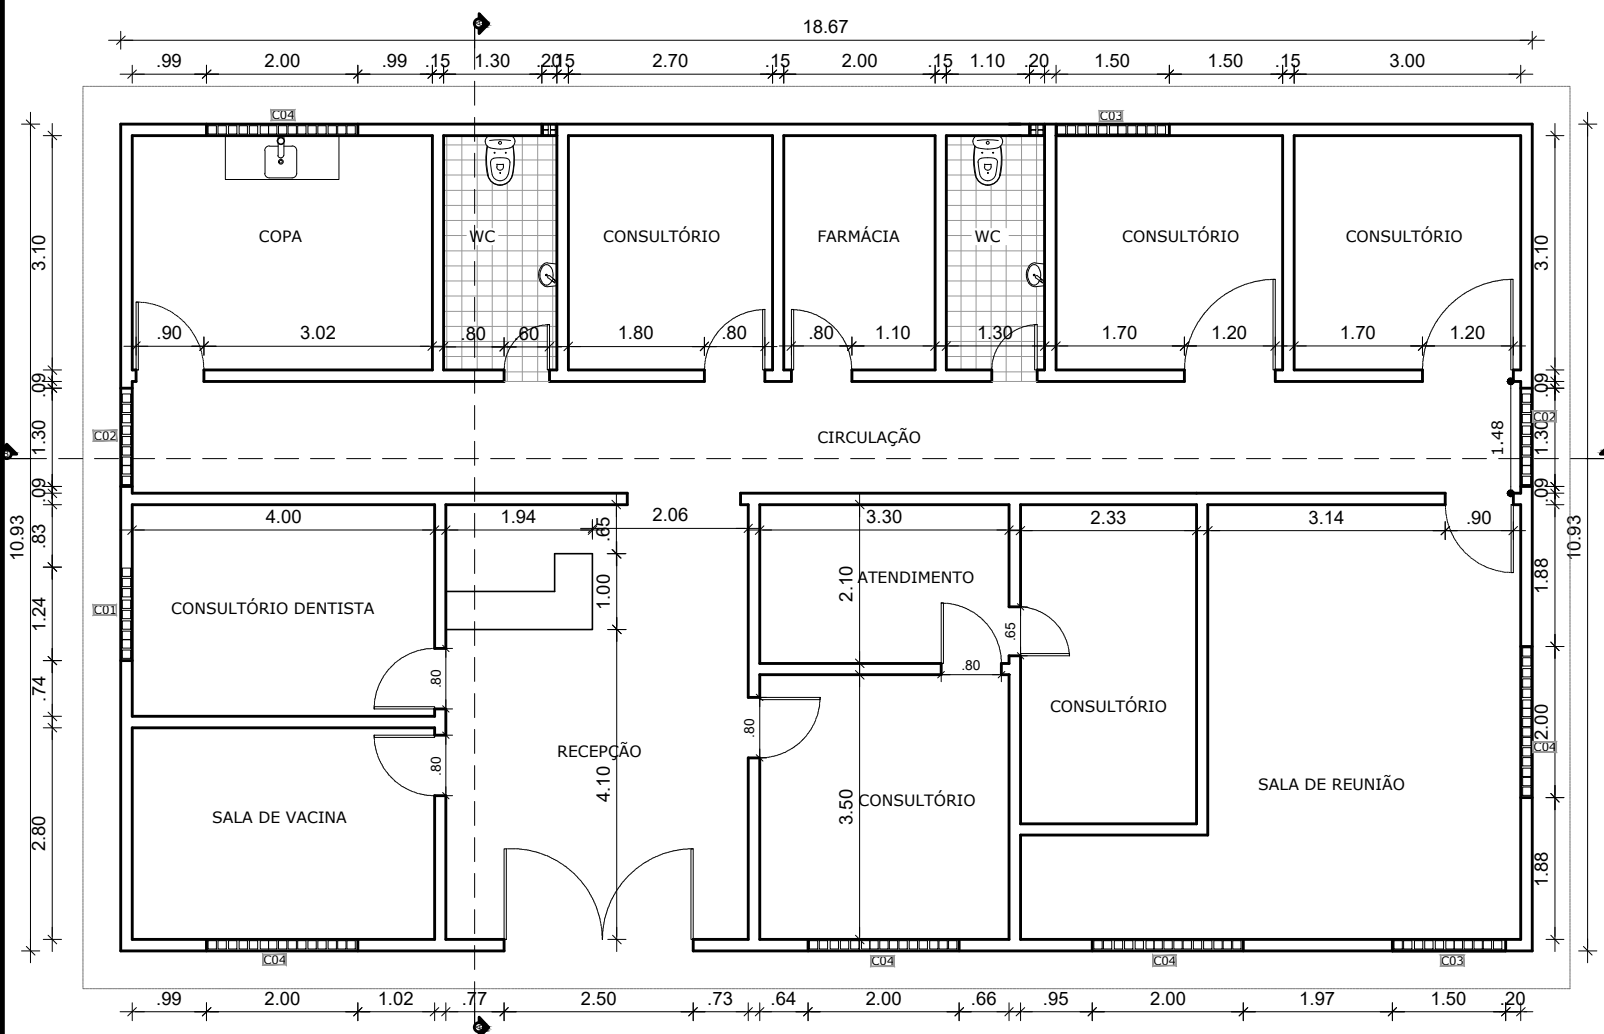 18.67
.99 2.00 .99 .15 1.30 .20 .15 2.70 .15 2.00 .15 1.10 .20 .15 1.50 1.50 .15 3.00
C04 C03
COPA WC CONSULTÓRIO FARMÁCIA WC CONSULTÓRIO CONSULTÓRIO
3.10 3.10
.90 3.02 .80 .60 1.80 .80 .80 1.10 1.30 1.70 1.20 1.70 1.20
.09 .09
C02 1.30 CIRCULAÇÃO 1.48 1.30 C02
.09 .09
10.93 10.93
4.00 1.94 .65 2.06 3.30 2.33 3.14 .90
.83
C01 1.24 CONSULTÓRIO DENTISTA 1.00 2.10 ATENDIMENTO 1.88
.65
.74 .80 .80
CONSULTÓRIO
.80 2.00
C04
.80 RECEPÇÃO
4.10
SALA DE REUNIÃO
3.50 CONSULTÓRIO
2.80 SALA DE VACINA
1.88
C04 C04 C04 C03
.99 2.00 1.02 .77 2.50 .73 .64 2.00 .66 .95 2.00 1.97 1.50 .20